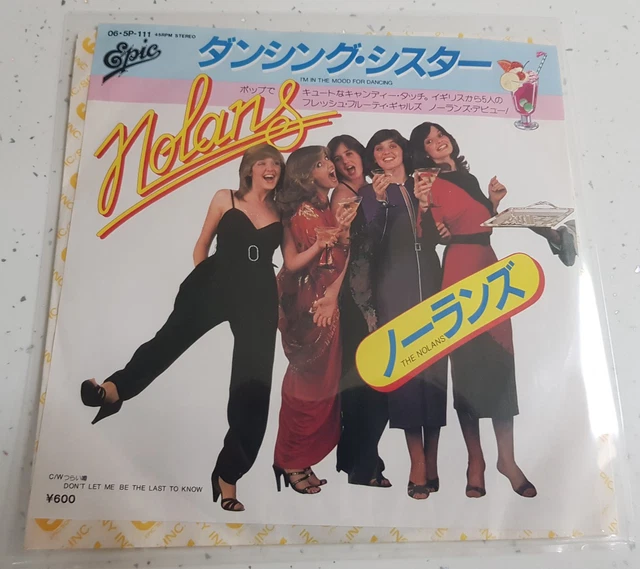 06・5P-111 45RPM STEREO
Epic
ダンシング・シスター
I'M IN THE MOOD FOR DANCING
ポップで キュートなキャンディー・タッチ。イギリスから5人の
フレッシュ・フルーティ・ギャルズ ノーランズ・デビュー!
Nolans
ノーランズ
THE NOLANS
C/Wつらい噂
DON'T LET ME BE THE LAST TO KNOW
¥600